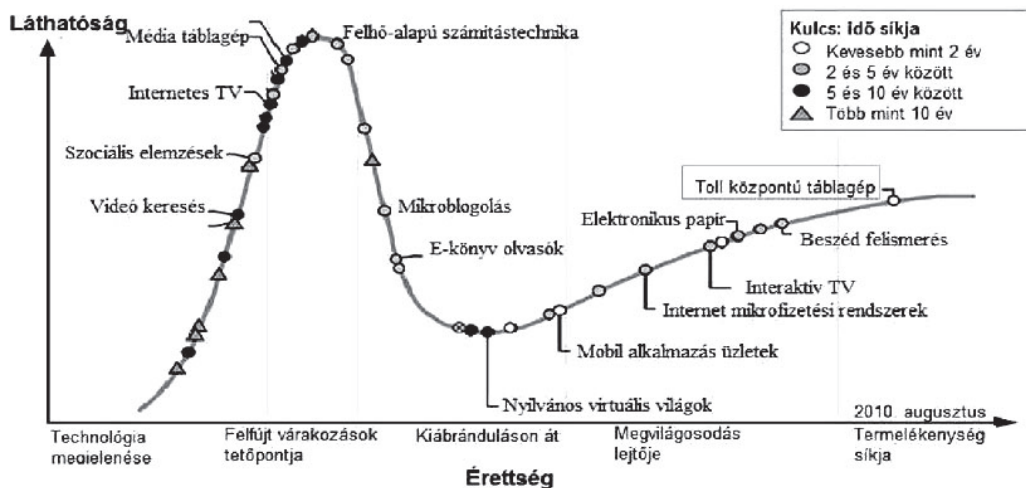 Láthatóság
Kulcs: idő síkja
Kevesebb mint 2 év
2 és 5 év között
5 és 10 év között
Több mint 10 év
Felhő-alapú számítástechnika
Média táblagép
Internetes TV
Szociális elemzések
Videó keresés
Mikroblogolás
E-könyv olvasók
Toll központú táblagép
Elektronikus papír
Beszéd felismerés
Interaktív TV
Internet mikrofizetési rendszerek
Mobil alkalmazás üzletek
Nyilvános virtuális világok
2010. augusztus
Technológia
megjelenése
Felfújt várakozások
tetőpontja
Kiábránduláson át
Megvilágosodás
lejtője
Termelékenység
síkja
Érettség